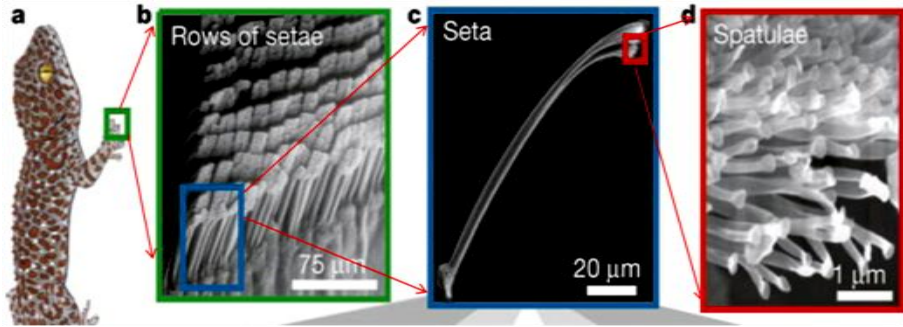 a
b
Rows of setae
75 μm
c
Seta
20 μm
d
Spatulae
1 μm